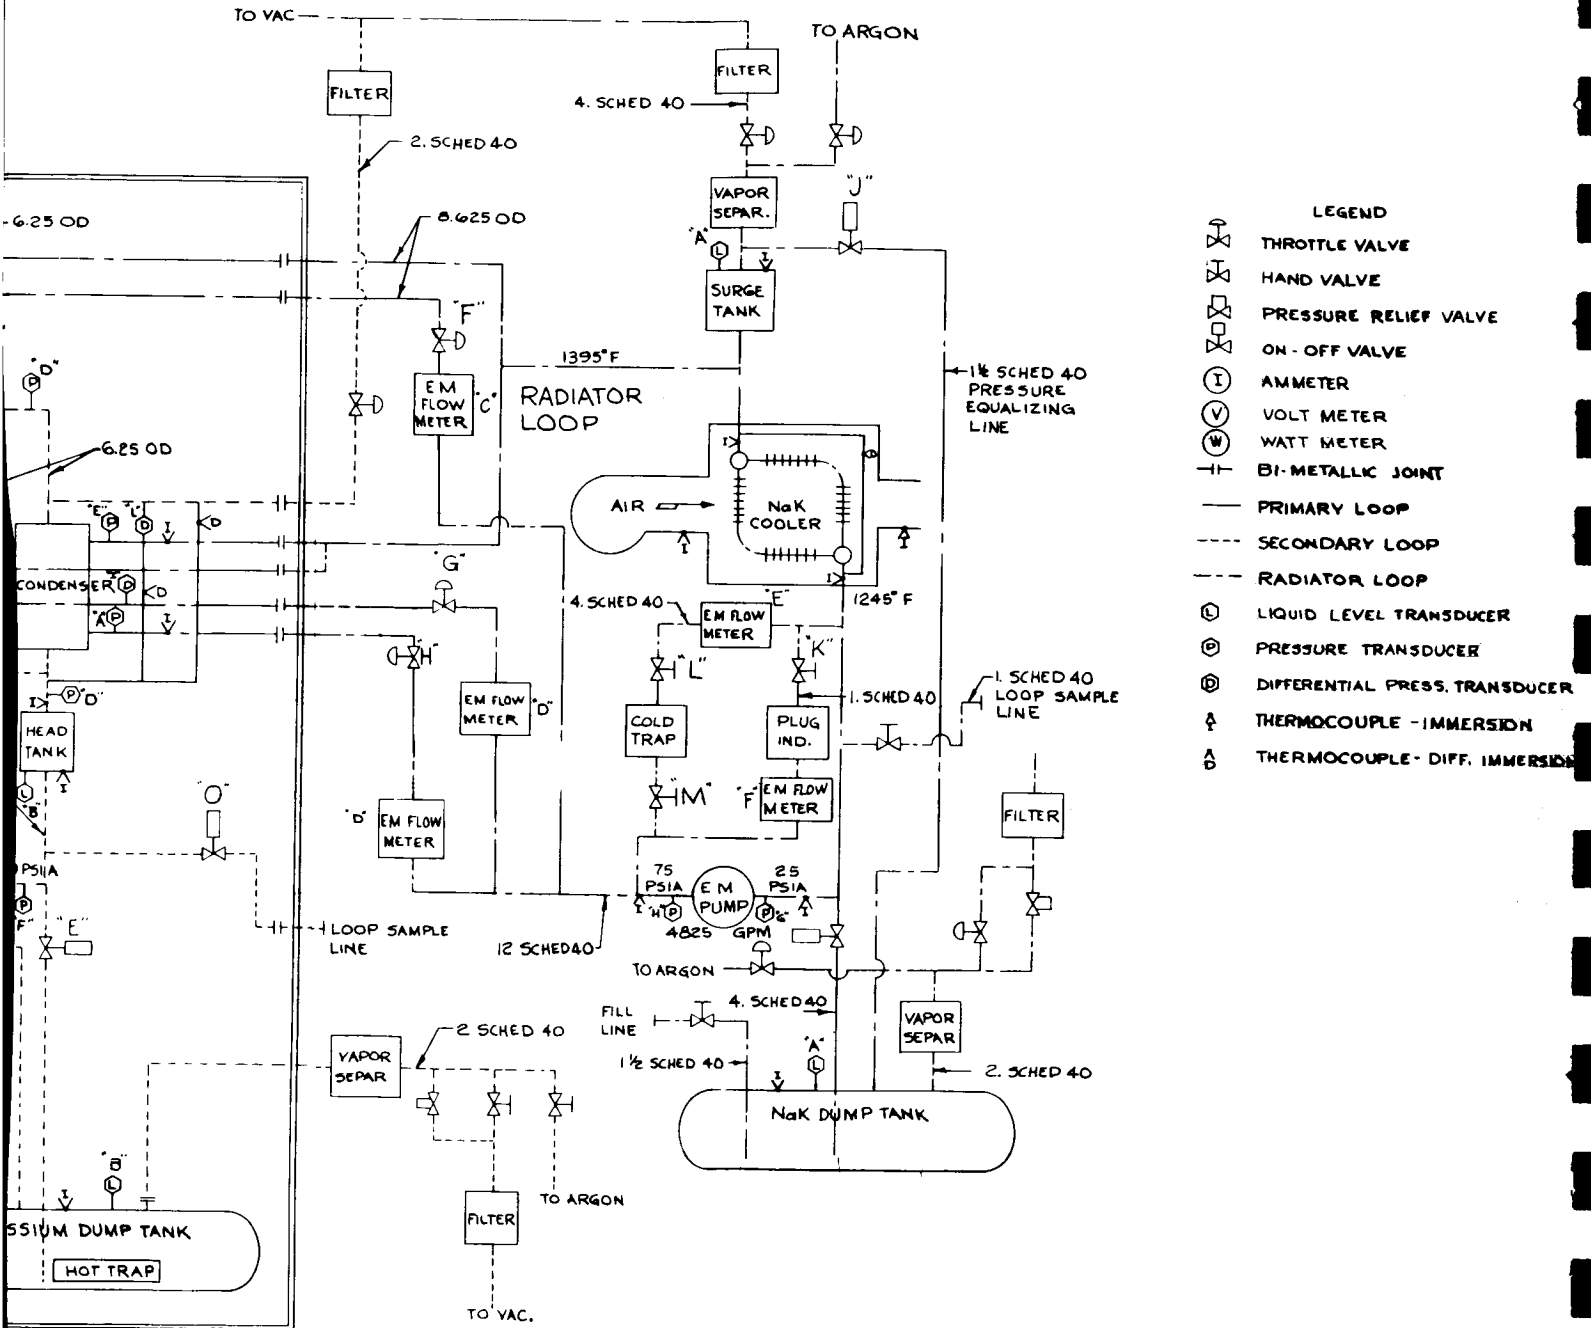 TO VAC
TO ARGON
FILTER
FILTER
4. SCHED 40
2. SCHED 40
VAPOR
SEPAR.
"J"
6.25 OD
8.625 OD
"A"
L
I
SURGE
TANK
"F"
1395°F
"D"
P
EM
FLOW
METER
"C"
RADIATOR
LOOP
1½ SCHED 40
PRESSURE
EQUALIZING
LINE
6.25 OD
I
D
AIR
NaK
COOLER
"E"
"L"
P
D
I
D
I
I
I
1245°F
CONDENSER
D
D
"A"
P
I
"G"
4. SCHED 40
"E"
EM FLOW
METER
"H"
"L"
"K"
I
P
"D"
HEAD
TANK
EM FLOW
METER
"D"
1. SCHED 40
1. SCHED 40
LOOP SAMPLE
LINE
COLD
TRAP
PLUG
IND.
L
I
"B"
"O"
"M"
"F"
EM FLOW
METER
"D"
EM FLOW
METER
FILTER
PSIA
P
"F"
"E"
75
PSIA
EM
PUMP
25
PSIA
I
"H"
P
P
"G"
I
4825 GPM
LOOP SAMPLE
LINE
12 SCHED 40
TO ARGON
FILL
LINE
4. SCHED 40
VAPOR
SEPAR
1½ SCHED 40
"A"
L
I
2. SCHED 40
VAPOR
SEPAR
2 SCHED 40
NaK DUMP TANK
"B"
L
I
SSIUM DUMP TANK
HOT TRAP
TO ARGON
FILTER
TO VAC.
LEGEND
THROTTLE VALVE
HAND VALVE
PRESSURE RELIEF VALVE
ON-OFF VALVE
I AMMETER
V VOLT METER
W WATT METER
BI-METALLIC JOINT
PRIMARY LOOP
SECONDARY LOOP
RADIATOR LOOP
L LIQUID LEVEL TRANSDUCER
P PRESSURE TRANSDUCER
D DIFFERENTIAL PRESS. TRANSDUCER
THERMOCOUPLE - IMMERSION
D THERMOCOUPLE - DIFF. IMMERSION